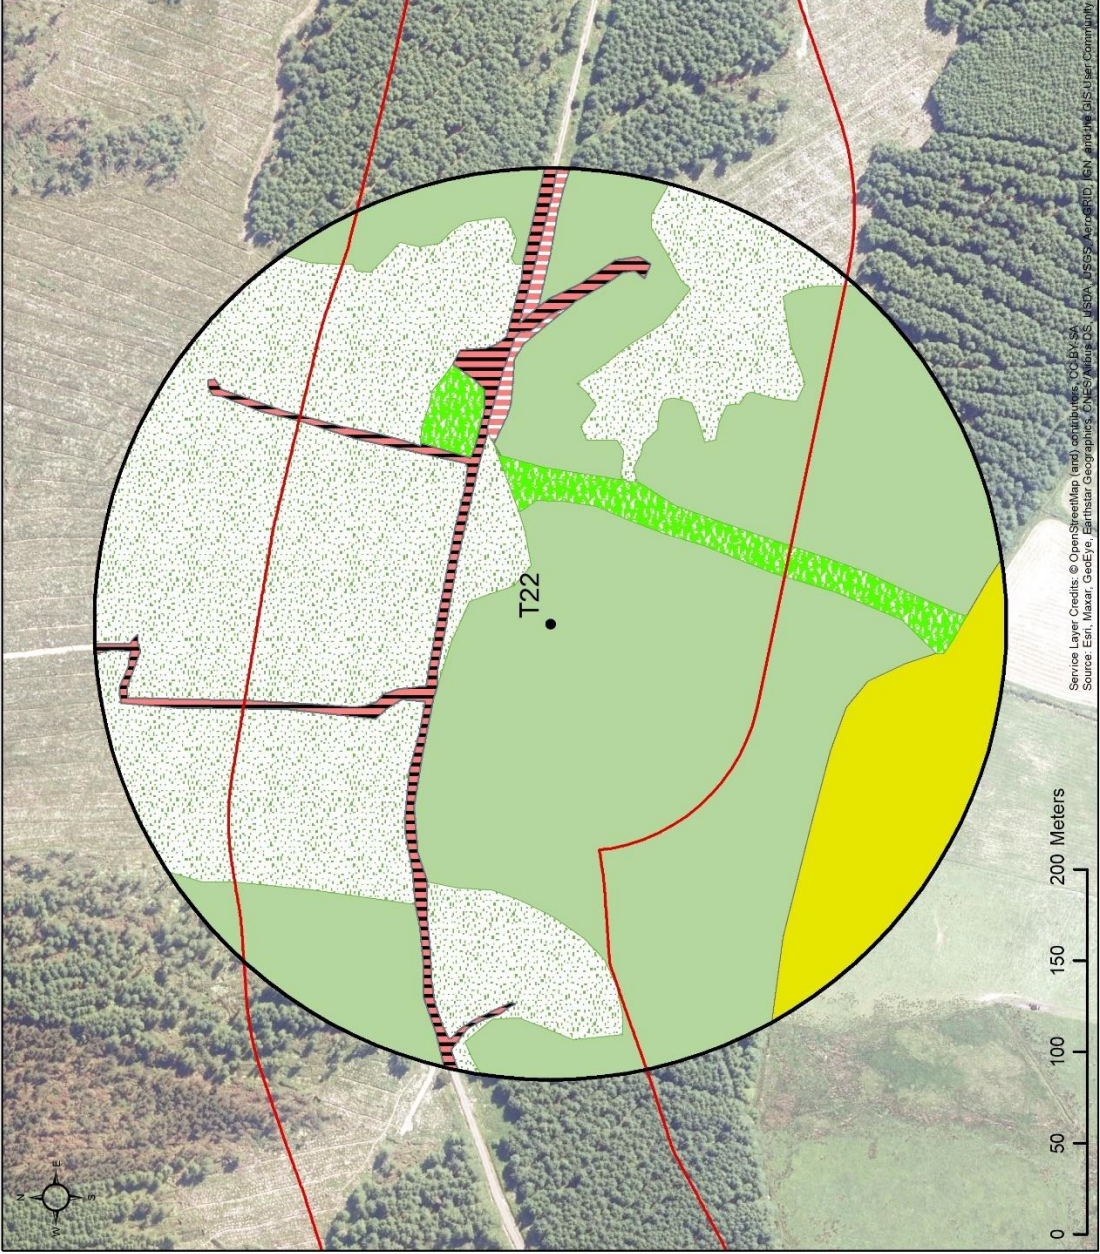 N
W E
S
T22
0 50 100 150 200 Meters
Service Layer Credits: © OpenStreetMap (and) contributors, CC-BY-SA
Source: Esri, Maxar, GeoEye, Earthstar Geographics, CNES/Airbus DS, USDA, USGS, AeroGRID, IGN, and the GIS User Community